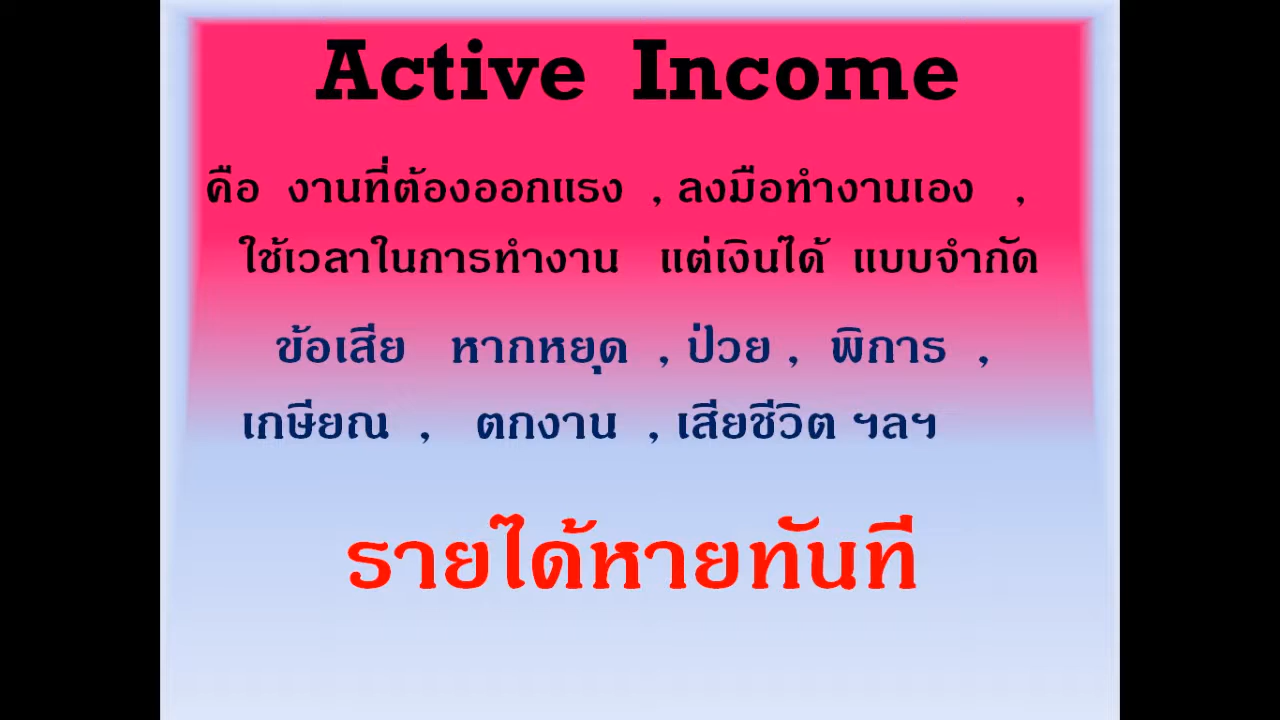 Active Income
คือ งานที่ต้องออกแรง , ลงมือทำงานเอง ,
ใช้เวลาในการทำงาน แต่เงินได้ แบบจำกัด
ข้อเสีย หากหยุด , ป่วย , พิการ ,
เกษียณ , ตกงาน , เสียชีวิต ฯลฯ
รายได้หายทันที